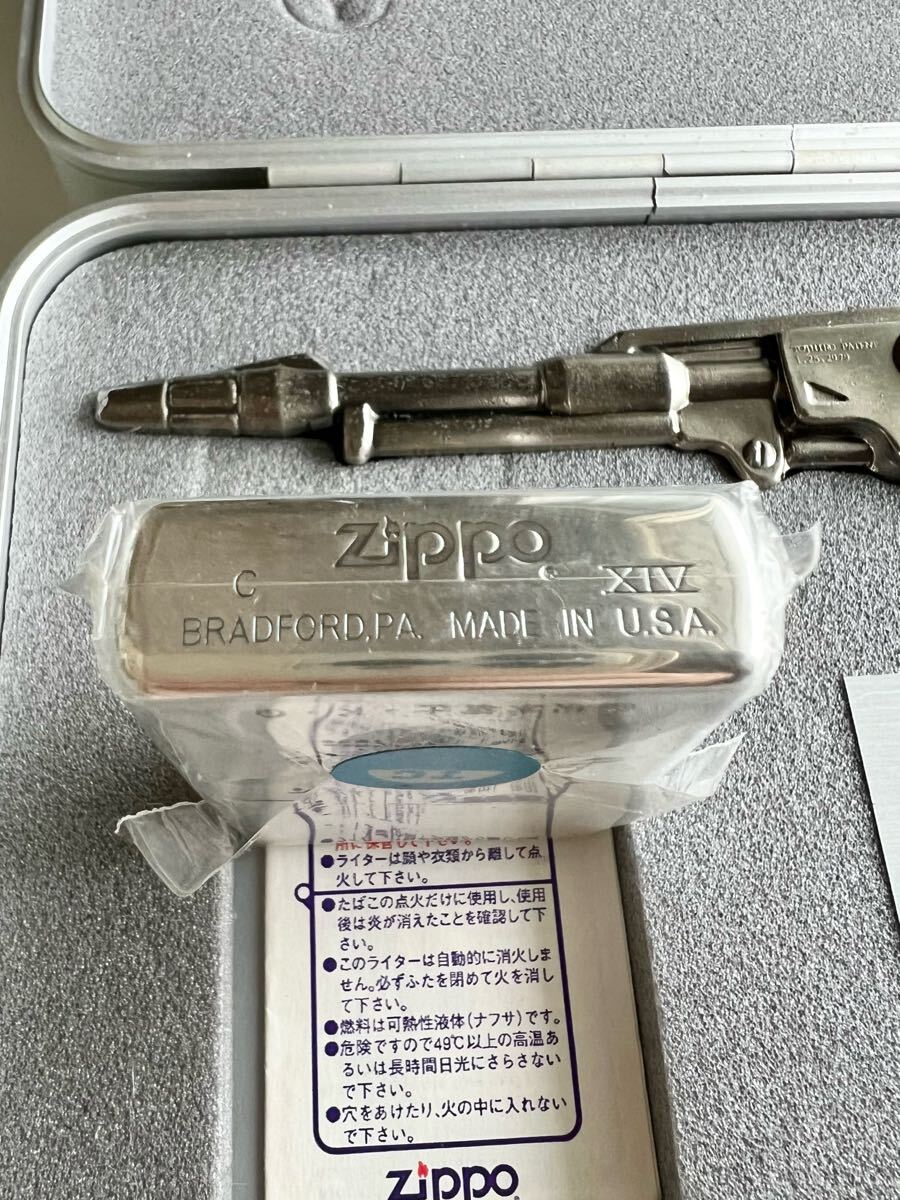 Zippo
C XIV
BRADFORD,PA. MADE IN U.S.A.
●ライターは顔や衣類から離して点
火して下さい。
●たばこの点火だけに使用し、使用
後は炎が消えたことを確認して下
さい。
●このライターは自動的に消火しま
せん。必ずふたを閉めて火を消し
て下さい。
●燃料は可熱性液体(ナフサ)です。
●危険ですので49℃以上の高温あ
るいは長時間日光にさらさない
で下さい。
●穴をあけたり、火の中に入れない
で下さい。
Zippo